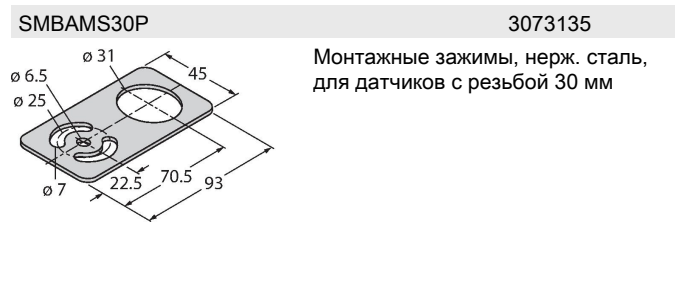 SMBAMS30P 3073135
Монтажные зажимы, нерж. сталь,
для датчиков с резьбой 30 мм
ø 31
45
ø 6.5
ø 25
ø 7
22.5
70.5
93